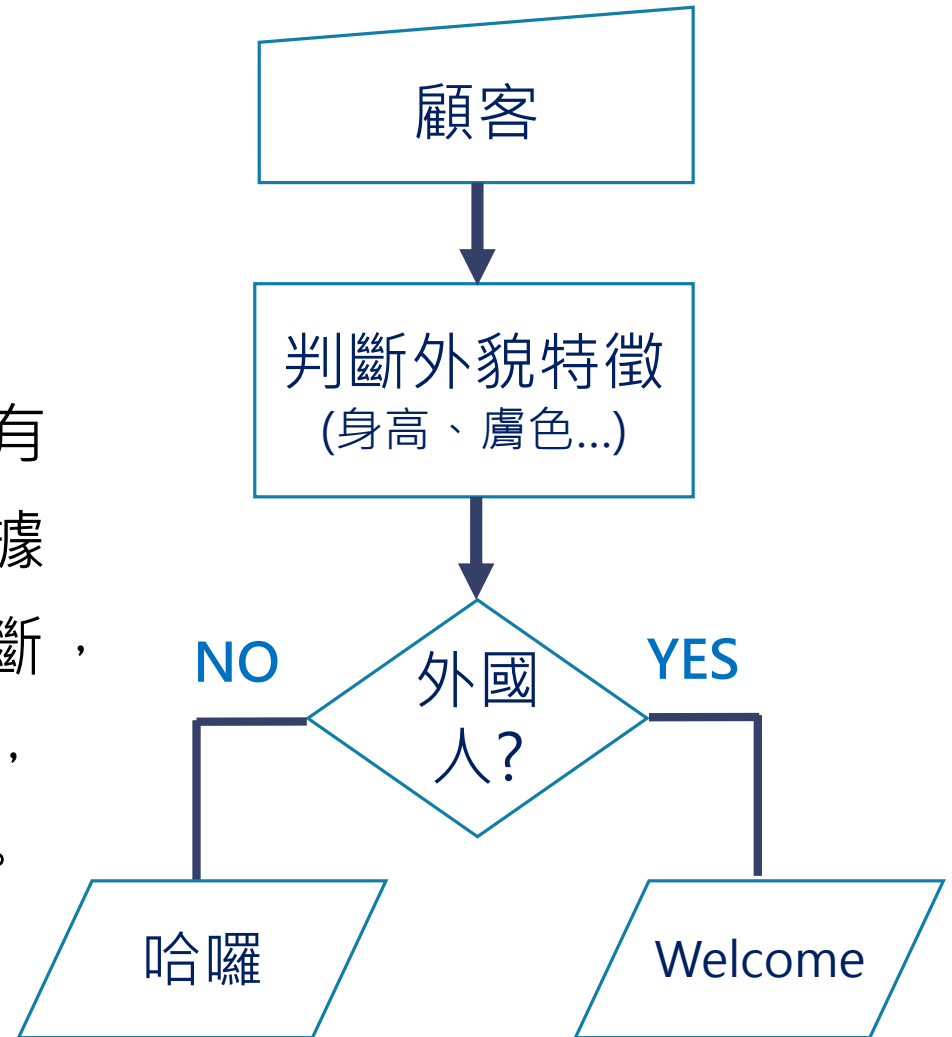 顧客
判斷外貌特徵
(身高、膚色...)
有
據
斷，
，
。
NO
外國
人?
YES
哈囉
Welcome